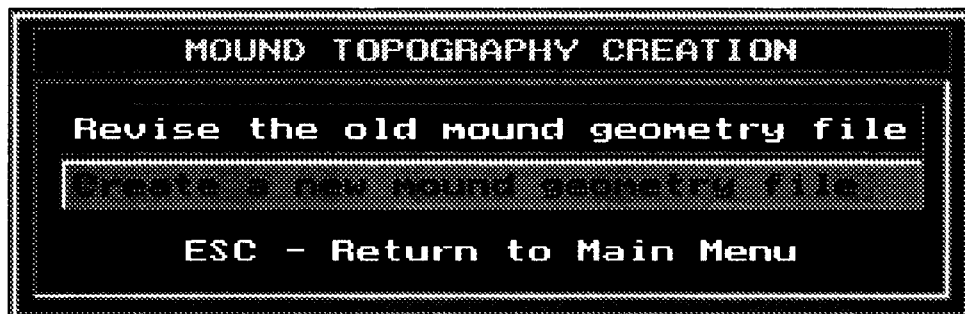 MOUND TOPOGRAPHY CREATION
Revise the old mound geometry file
Create a new mound geometry file
ESC - Return to Main Menu